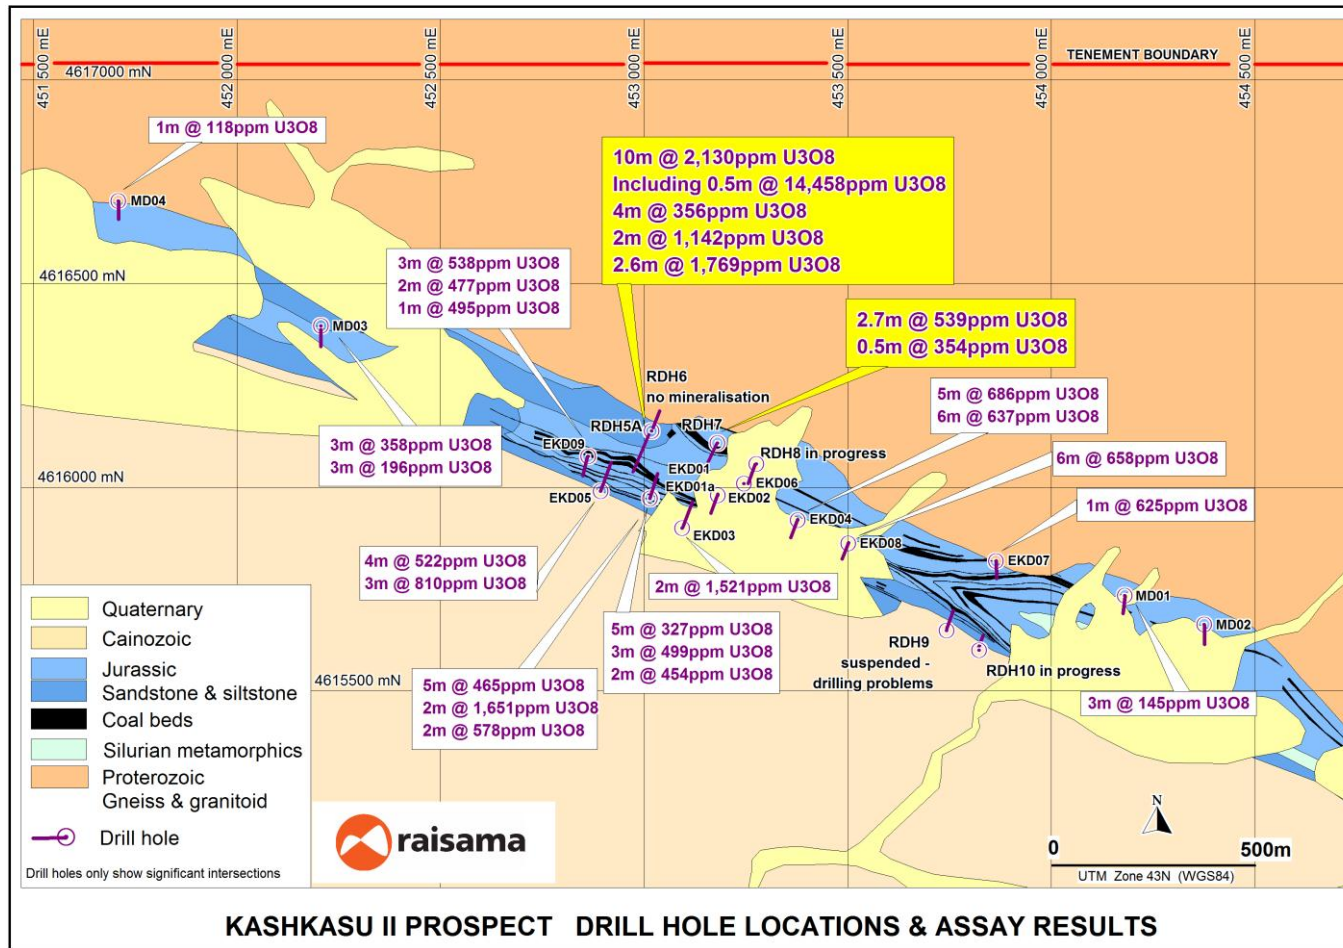 451 500 mE
452 000 mE
452 500 mE
453 000 mE
453 500 mE
454 000 mE
454 500 mE
TENEMENT BOUNDARY
4617000 mN
1m @ 118ppm U3O8
MD04
10m @ 2,130ppm U3O8
Including 0.5m @ 14,458ppm U3O8
4m @ 356ppm U3O8
2m @ 1,142ppm U3O8
2.6m @ 1,769ppm U3O8
3m @ 538ppm U3O8
2m @ 477ppm U3O8
1m @ 495ppm U3O8
4616500 mN
MD03
2.7m @ 539ppm U3O8
0.5m @ 354ppm U3O8
RDH6
no mineralisation
5m @ 686ppm U3O8
6m @ 637ppm U3O8
3m @ 358ppm U3O8
3m @ 196ppm U3O8
RDH5A
RDH7
EKD09
EKD01
RDH8 in progress
6m @ 658ppm U3O8
4616000 mN
EKD05
EKD01a
EKD06
EKD02
1m @ 625ppm U3O8
EKD03
EKD04
EKD08
EKD07
4m @ 522ppm U3O8
3m @ 810ppm U3O8
2m @ 1,521ppm U3O8
MD01
MD02
5m @ 327ppm U3O8
3m @ 499ppm U3O8
2m @ 454ppm U3O8
RDH9
suspended -
drilling problems
RDH10 in progress
4615500 mN
5m @ 465ppm U3O8
2m @ 1,651ppm U3O8
2m @ 578ppm U3O8
3m @ 145ppm U3O8
Quaternary
Cainozoic
Jurassic
Sandstone & siltstone
Coal beds
Silurian metamorphics
Proterozoic
Gneiss & granitoid
Drill hole
Drill holes only show significant intersections
raisama
N
0
500m
UTM Zone 43N (WGS84)
KASHKASU II PROSPECT DRILL HOLE LOCATIONS & ASSAY RESULTS